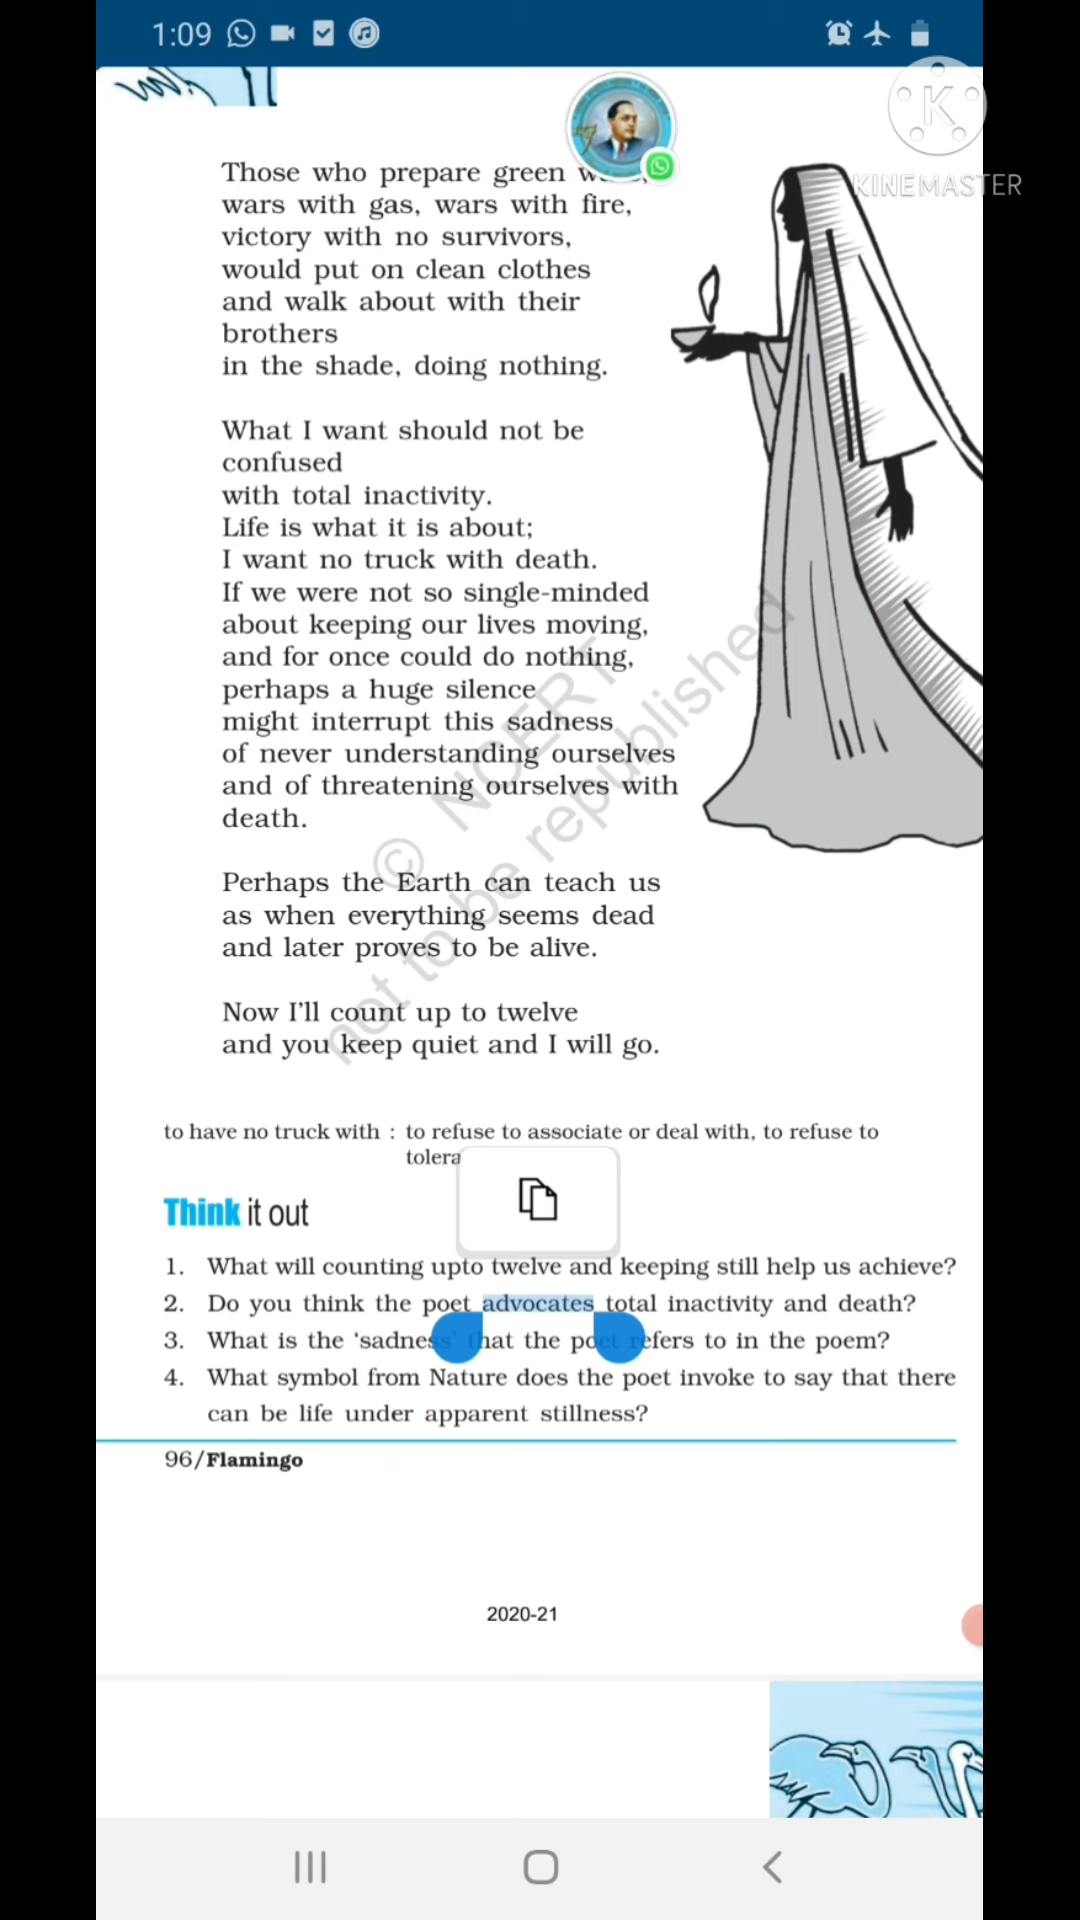 1:09
KINEMASTER
K
Those who prepare green
wars with gas, wars with fire,
victory with no survivors,
would put on clean clothes
and walk about with their
brothers
in the shade, doing nothing.
What I want should not be
confused
with total inactivity.
Life is what it is about;
I want no truck with death.
If we were not so single-minded
about keeping our lives moving,
and for once could do nothing,
perhaps a huge silence
might interrupt this sadness
of never understanding ourselves
and of threatening ourselves with
death.
Perhaps the Earth can teach us
as when everything seems dead
and later proves to be alive.
Now I'll count up to twelve
and you keep quiet and I will go.
© NCERT
not to be republished
to have no truck with : to refuse to associate or deal with, to refuse to
Think it out
1. What will counting upto twelve and keeping still help us achieve?
2. Do you think the poet advocates total inactivity and death?
3. What is the ‘sadness’ that the poet refers to in the poem?
4. What symbol from Nature does the poet invoke to say that there
can be life under apparent stillness?
96/Flamingo
2020-21